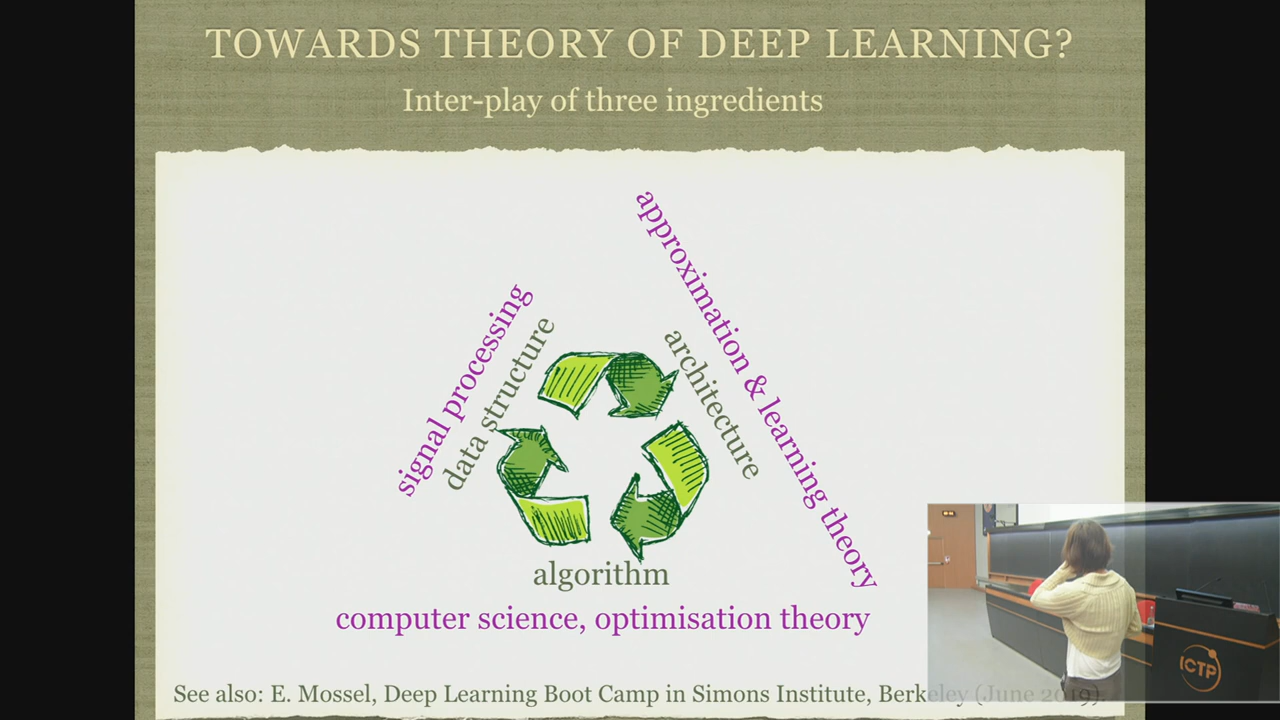 TOWARDS THEORY OF DEEP LEARNING?
Inter-play of three ingredients
signal processing
data structure
approximation & learning theory
architecture
algorithm
computer science, optimisation theory
See also: E. Mossel, Deep Learning Boot Camp in Simons Institute, Berkeley (June 2019).
ICTP